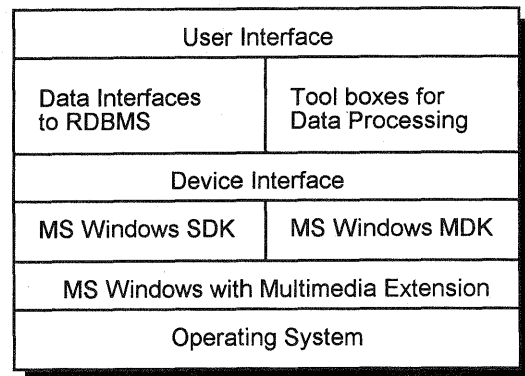 User Interface
Data Interfaces
to RDBMS
Tool boxes for
Data Processing
Device Interface
MS Windows SDK
MS Windows MDK
MS Windows with Multimedia Extension
Operating System